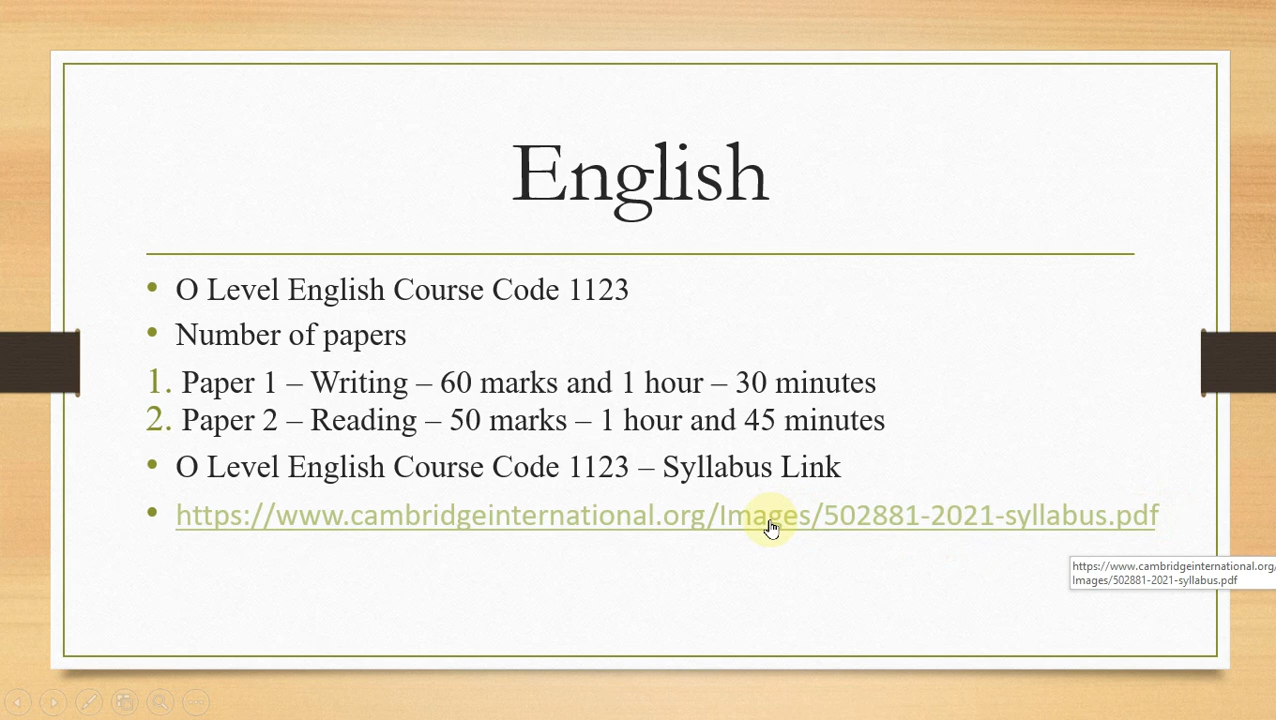 English
• O Level English Course Code 1123
• Number of papers
1. Paper 1 – Writing – 60 marks and 1 hour – 30 minutes
2. Paper 2 – Reading – 50 marks – 1 hour and 45 minutes
• O Level English Course Code 1123 – Syllabus Link
• https://www.cambridgeinternational.org/Images/502881-2021-syllabus.pdf
https://www.cambridgeinternational.org/
Images/502881-2021-syllabus.pdf